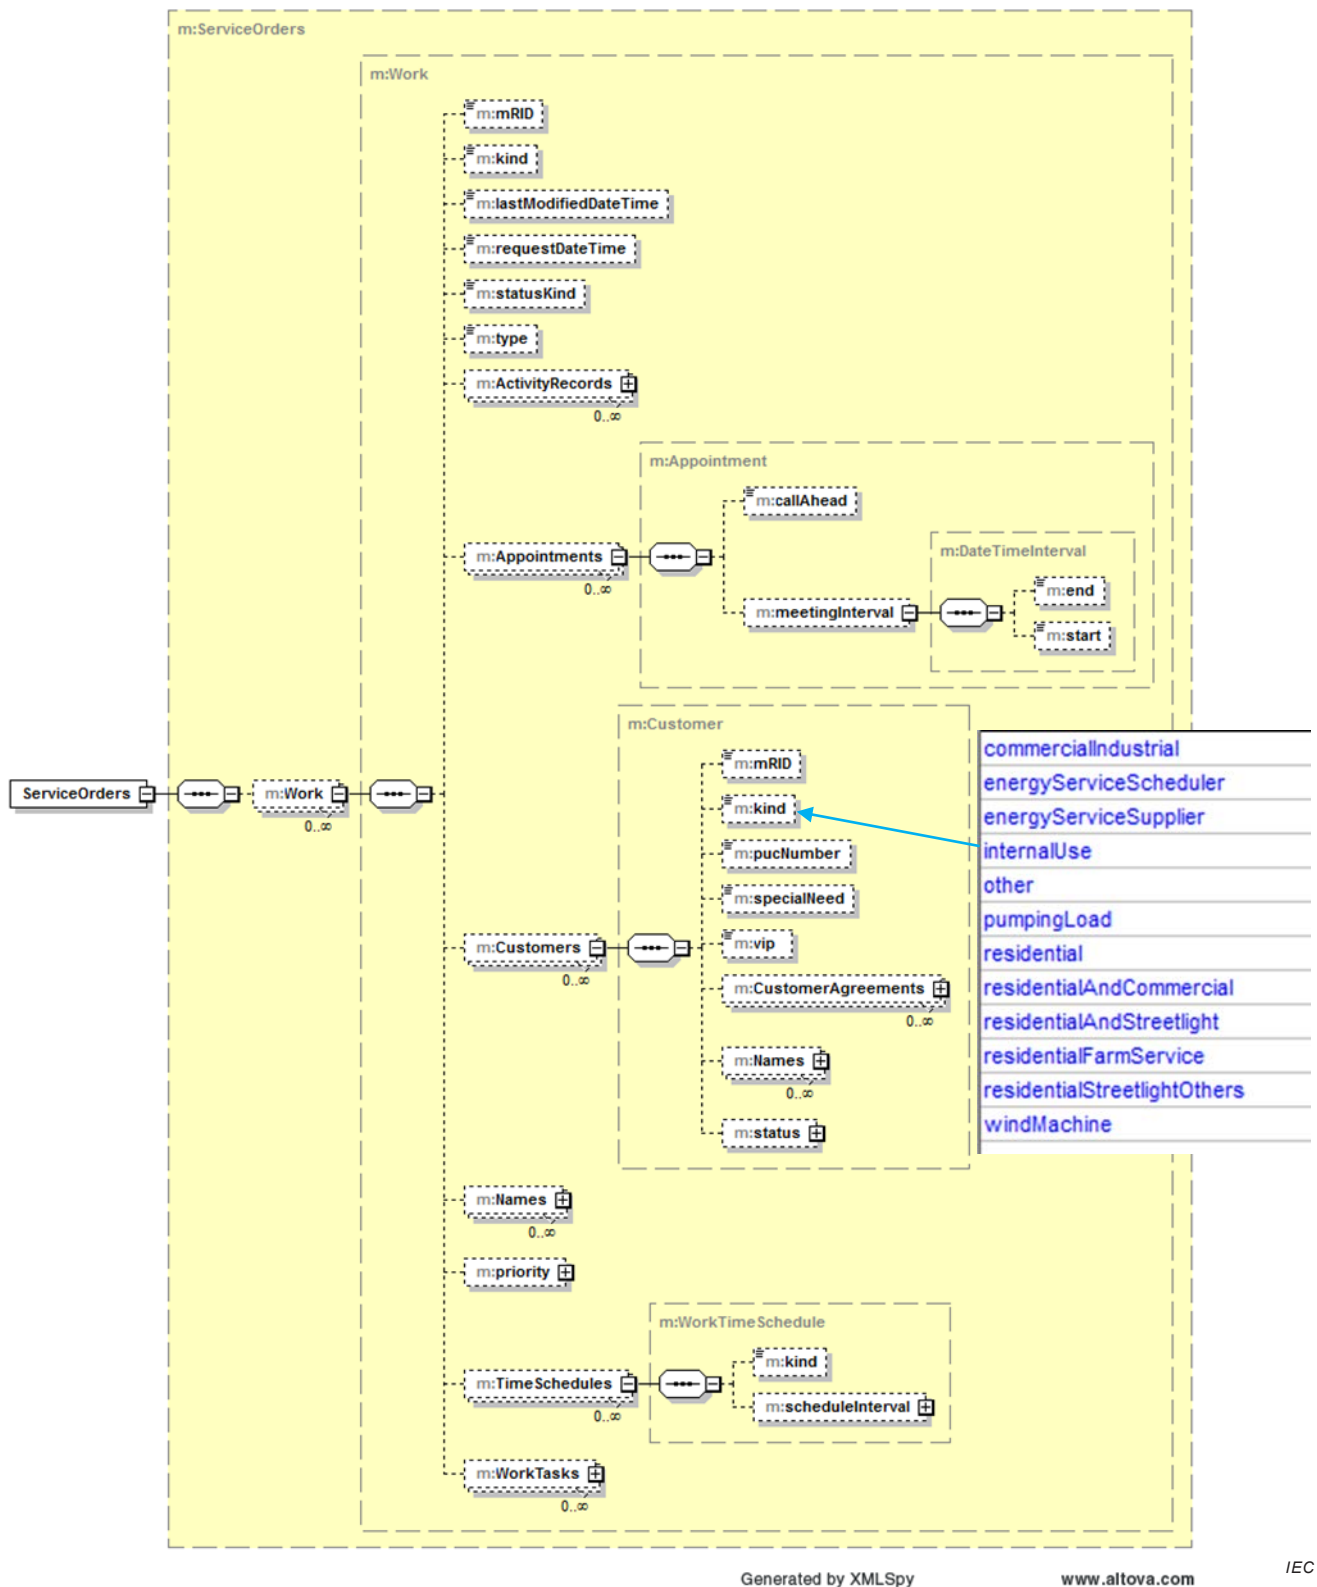 m:ServiceOrders
m:Work
m:mRID
m:kind
m:lastModifiedDateTime
m:requestDateTime
m:statusKind
m:type
m:ActivityRecords
0..∞
m:Appointment
m:callAhead
m:DateTimeInterval
m:Appointments
0..∞
m:end
m:meetingInterval
m:start
m:Customer
m:mRID
ServiceOrders
m:Work
0..∞
m:kind
m:pucNumber
m:specialNeed
m:vip
m:Customers
0..∞
m:CustomerAgreements
0..∞
m:Names
0..∞
m:status
commercialIndustrial
energyServiceScheduler
energyServiceSupplier
internalUse
other
pumpingLoad
residential
residentialAndCommercial
residentialAndStreetlight
residentialFarmService
residentialStreetlightOthers
windMachine
m:Names
0..∞
m:priority
m:WorkTimeSchedule
m:kind
m:TimeSchedules
0..∞
m:scheduleInterval
m:WorkTasks
0..∞
Generated by XMLSpy
www.altova.com
IEC